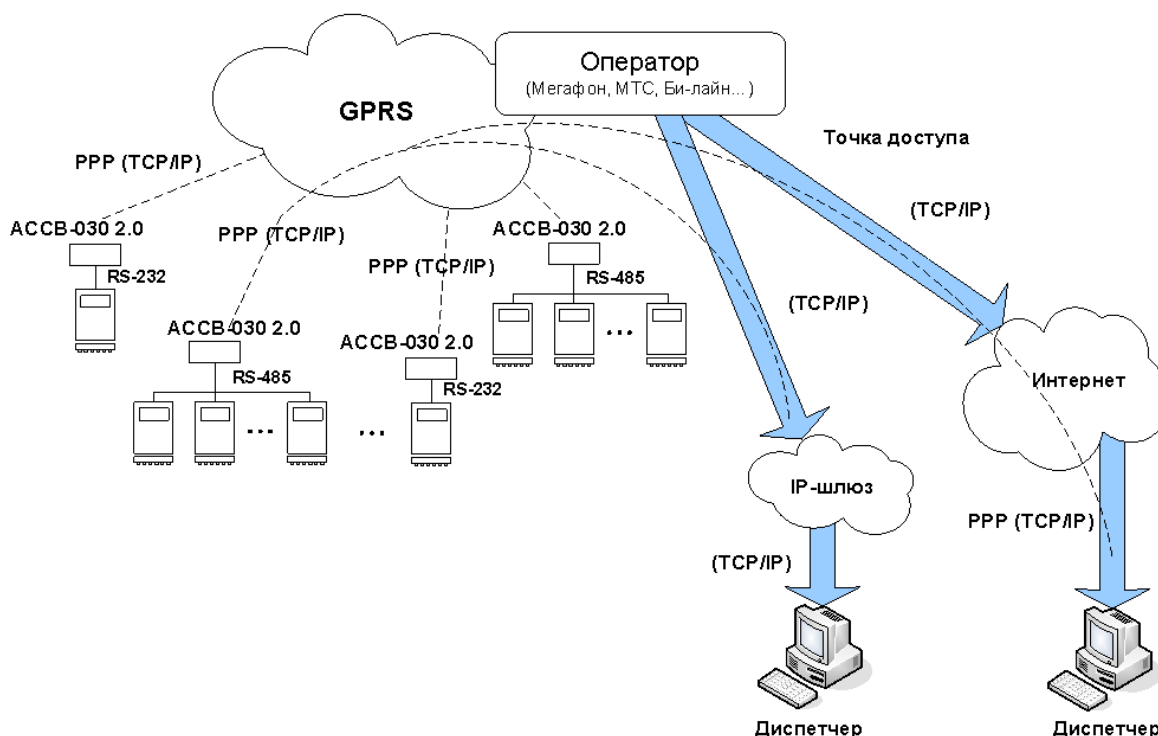 Оператор
(Мегафон, МТС, Би-лайн...)
GPRS
Точка доступа
PPP (TCP/IP)
(TCP/IP)
АССВ-030 2.0
PPP (TCP/IP)
АССВ-030 2.0
RS-232
PPP (TCP/IP)
RS-485
(TCP/IP)
АССВ-030 2.0
...
АССВ-030 2.0
RS-485
RS-232
Интернет
...
...
IP-шлюз
PPP (TCP/IP)
(TCP/IP)
Диспетчер
Диспетчер